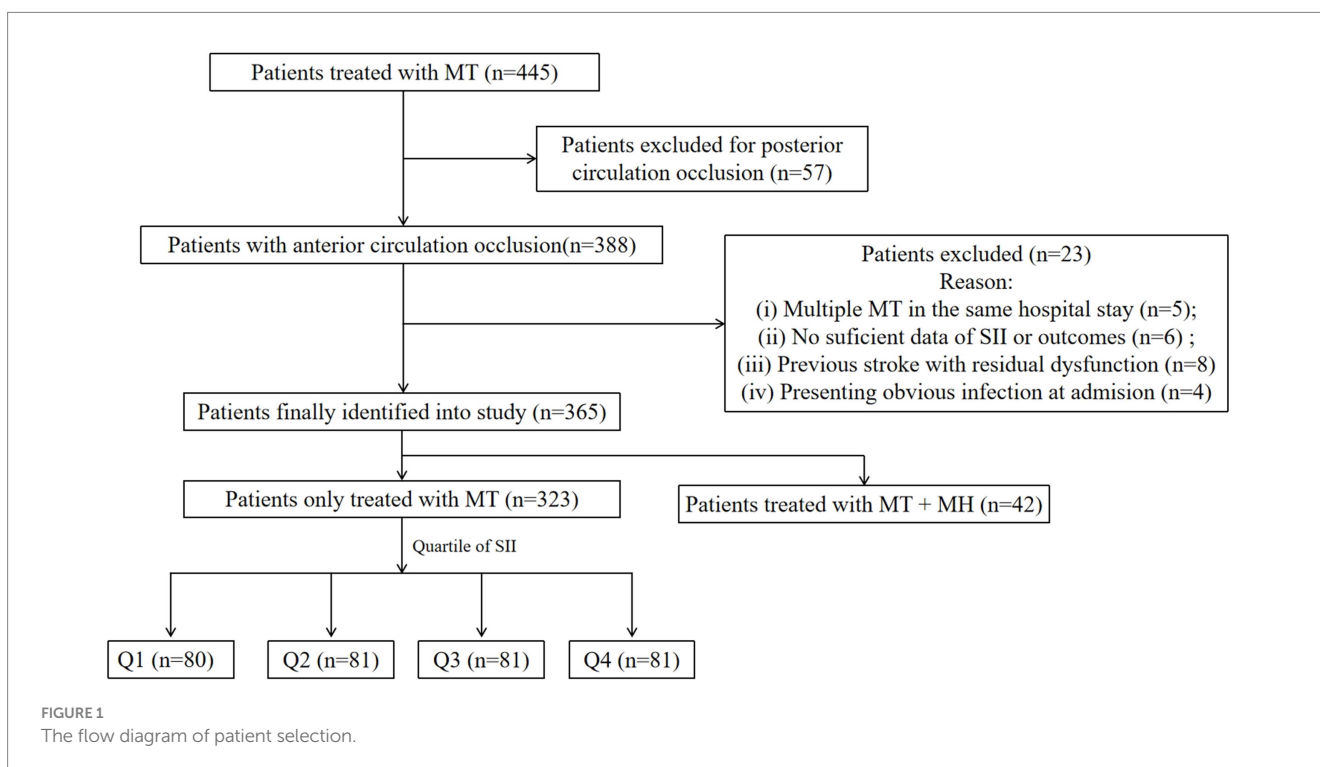 Patients treated with MT (n=445)
Patients excluded for posterior
circulation occlusion (n=57)
Patients with anterior circulation occlusion(n=388)
Patients excluded (n=23)
Reason:
(i) Multiple MT in the same hospital stay (n=5);
(ii) No suficient data of SII or outcomes (n=6) ;
(iii) Previous stroke with residual dysfunction (n=8)
(iv) Presenting obvious infection at admision (n=4)
Patients finally identified into study (n=365)
Patients only treated with MT (n=323)
Patients treated with MT + MH (n=42)
Quartile of SII
Q1 (n=80)
Q2 (n=81)
Q3 (n=81)
Q4 (n=81)
FIGURE 1
The flow diagram of patient selection.